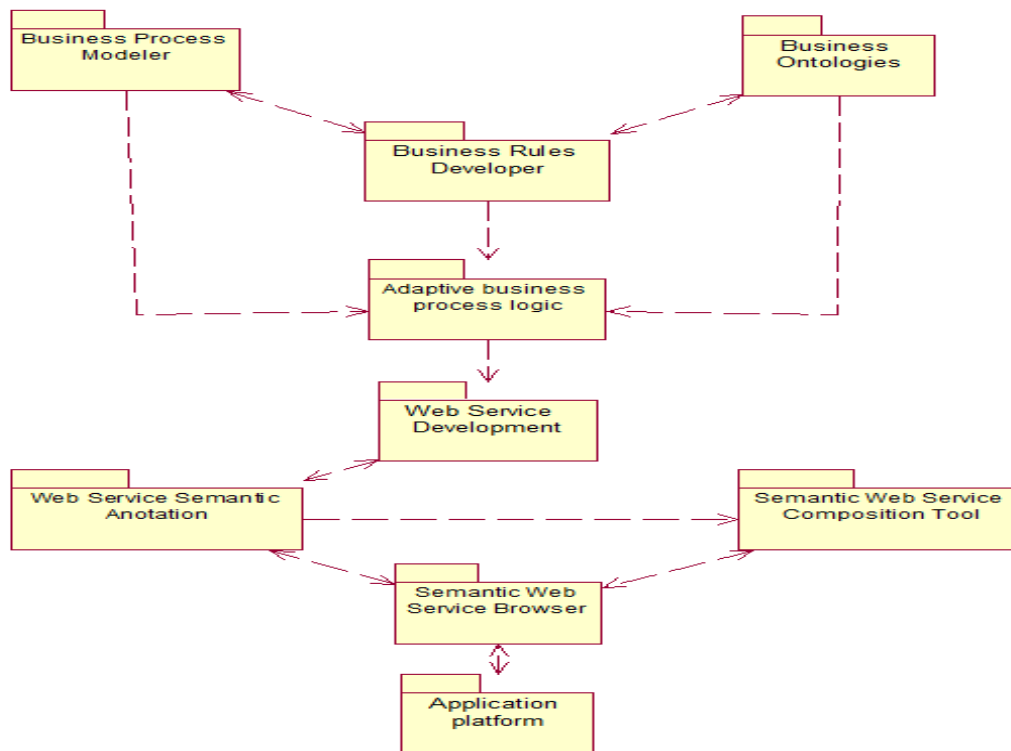 Business Process
Modeler
Business
Ontologies
Business Rules
Developer
Adaptive business
process logic
Web Service
Development
Web Service Semantic
Anotation
Semantic Web Service
Composition Tool
Semantic Web
Service Browser
Application
platform